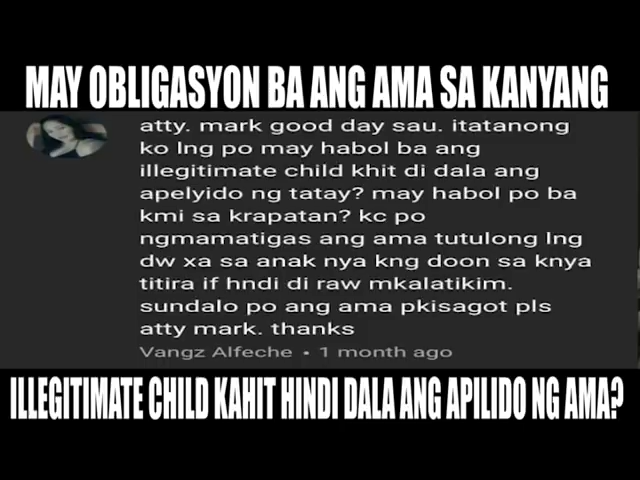 MAY OBLIGASYON BA ANG AMA SA KANYANG
atty. mark good day sau. itatanong
ko lng po may habol ba ang
illegetimate child khit di dala ang
apelyido ng tatay? may habol po ba
kmi sa krapatan? kc po
ngmamatigas ang ama tutulong lng
dw xa sa anak nya kng doon sa knya
titira if hndi di raw mkalatikim.
sundalo po ang ama pkisagot pls
atty mark. thanks
Vangz Alfeche • 1 month ago
ILLEGITIMATE CHILD KAHIT HINDI DALA ANG APILIDO NG AMA?